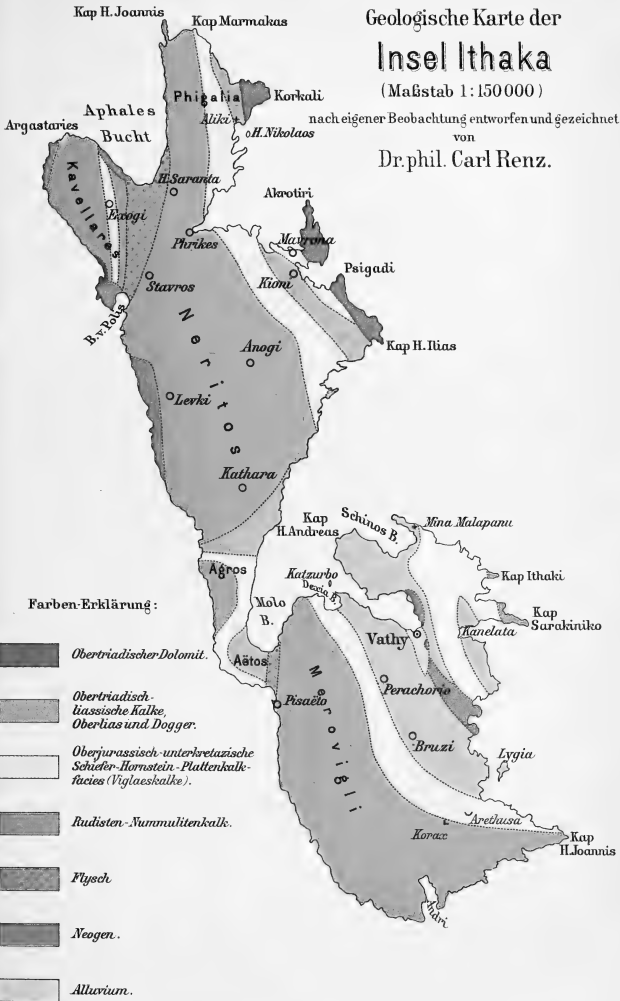 Geologische Karte der
Insel Ithaka
(Maßstab 1:150000)
nach eigener Beobachtung entworfen und gezeichnet
von
Dr. phil. Carl Renz.
Kap H. Joannis
Kap Marmakas
Phigalia
Korkali
Aliki
H. Nikolaos
Aphales
Bucht
Argastaries
Kavellares
Exogi
H. Saranta
Akrotiri
Phrikes
Mavrona
Psigadi
Kioni
Stavros
B. v. Polis
Kap H. Ilias
Neritos
Anogi
Levki
Kathara
Schinos B.
Mina Malapanu
Kap
H. Andreas
Agros
Katzurbo
Dexia B.
Kap Ithaki
Molo
B.
Kap
Sarakiniko
Vathy
Kanelata
Aëtos
Merovigli
Perachorio
Pisaëto
Bruzi
Lygia
Arethusa
Korax
Kap
H. Joannis
Andri
Farben-Erklärung:
Obertriadischer Dolomit.
Obertriadisch-
liassische Kalke,
Oberlias und Dogger.
Oberjurassisch-unterkretazische
Schiefer-Hornstein-Plattenkalk-
facies (Viglaeskalke).
Rudisten-Nummulitenkalk.
Flysch
Neogen.
Alluvium.